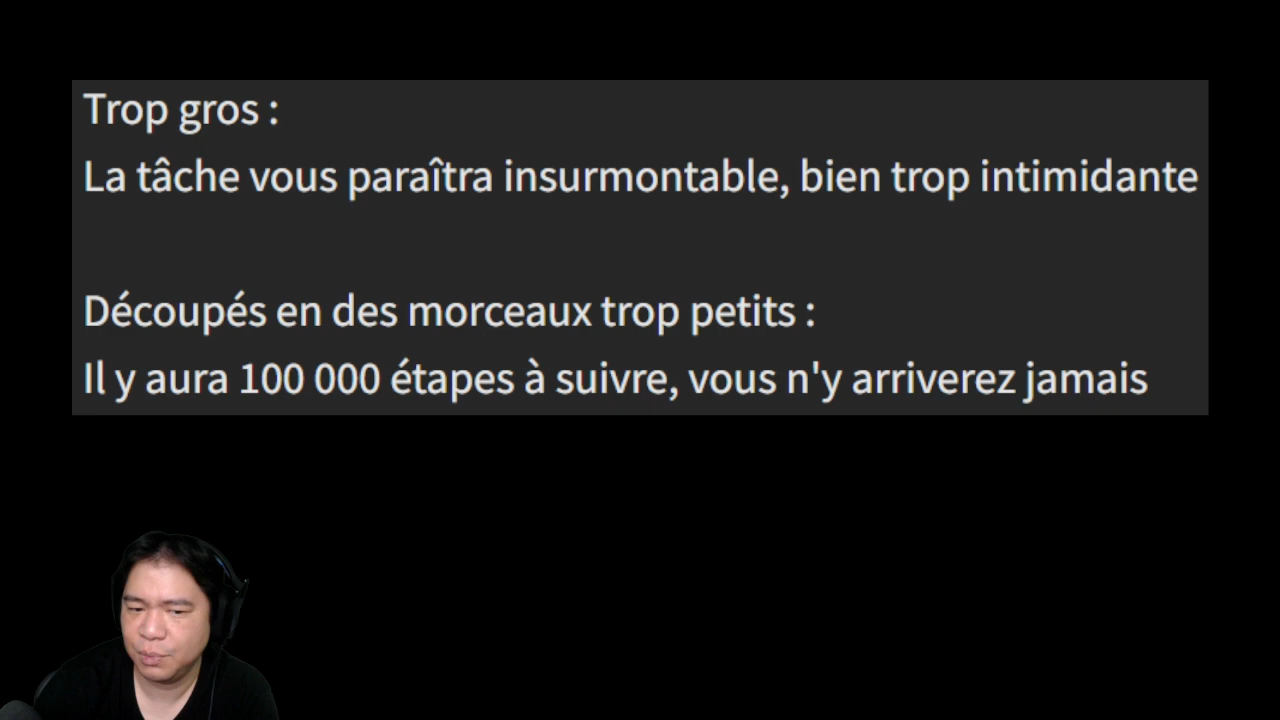 Trop gros :
La tâche vous paraîtra insurmontable, bien trop intimidante
Découpés en des morceaux trop petits :
Il y aura 100 000 étapes à suivre, vous n'y arriverez jamais